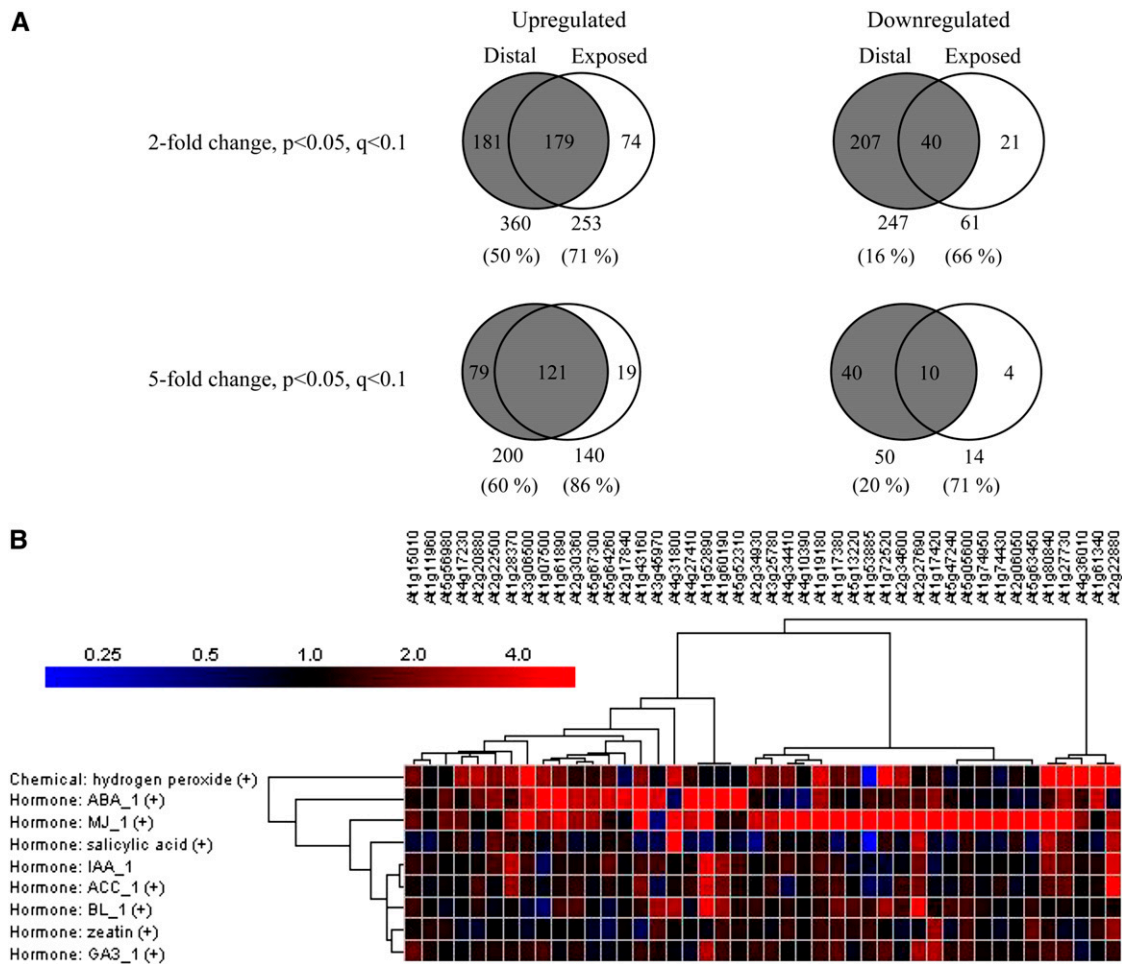 A
Upregulated
Downregulated
Distal Exposed
Distal Exposed
2-fold change, p<0.05, q<0.1
181 179 74
207 40 21
360 253
247 61
(50 %) (71 %)
(16 %) (66 %)
5-fold change, p<0.05, q<0.1
79 121 19
40 10 4
200 140
50 14
(60 %) (86 %)
(20 %) (71 %)
B
At1g15010
At1g11960
At5g56980
At4g17230
At2g20880
At2g22500
At1g28370
At3g06500
At1g07500
At1g61890
At2g30360
At5g67300
At5g64260
At2g17840
At1g43160
At3g45970
At4g31800
At4g27410
At1g52890
At1g60190
At6g52310
At2g34930
At3g25780
At4g34410
At4g10390
At1g19180
At1g17380
At5g13220
At1g53885
At1g72520
At2g34600
At2g27690
At1g17420
At5g47240
At5g05600
At1g74950
At1g74430
At2g06050
At5g63450
At1g80840
At1g27730
At4g36010
At1g61340
At2g22880
0.25 0.5 1.0 2.0 4.0
Chemical: hydrogen peroxide (+)
Hormone: ABA_1 (+)
Hormone: MJ_1 (+)
Hormone: salicylic acid (+)
Hormone: IAA_1
Hormone: ACC_1 (+)
Hormone: BL_1 (+)
Hormone: zeatin (+)
Hormone: GA3_1 (+)